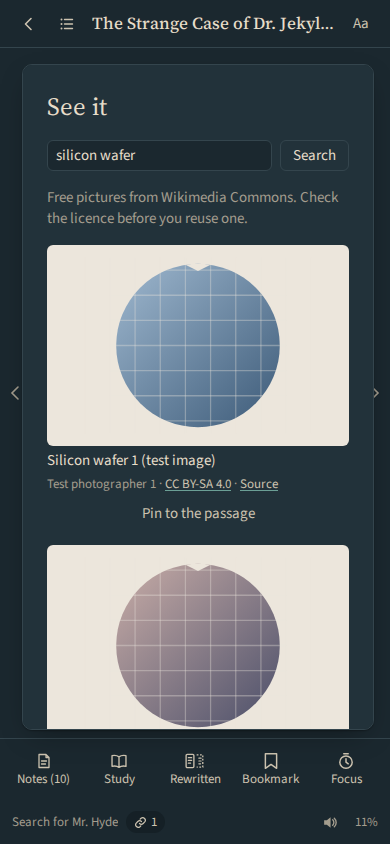 The Strange Case of Dr. Jekyl...
Aa
See it
silicon wafer
Search
Free pictures from Wikimedia Commons. Check
the licence before you reuse one.
Silicon wafer 1 (test image)
Test photographer 1 · CC BY-SA 4.0 · Source
Pin to the passage
Notes (10)
Study
Rewritten
Bookmark
Focus
Search for Mr. Hyde
1
11%